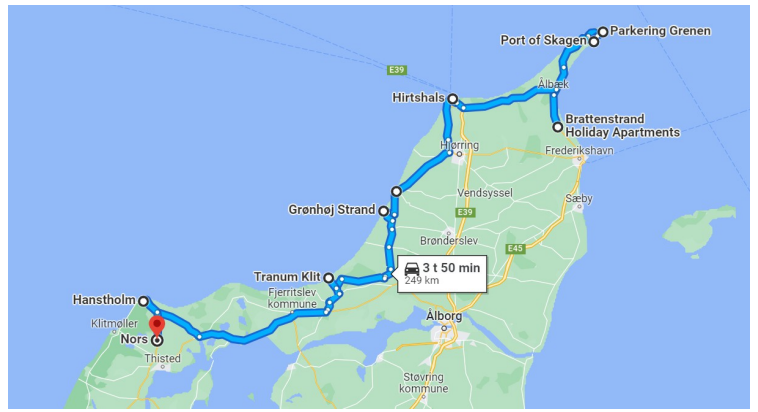 Parkering Grenen
Port of Skagen
E39
Ålbæk
Hirtshals
Brattenstrand
Holiday Apartments
Hjørring
Frederikshavn
Vendsyssel
Sæby
Grønhøj Strand
E39
Brønderslev
E45
3 t 50 min
249 km
Tranum Klit
Fjerritslev
kommune
Hanstholm
Klitmøller
Nors
Ålborg
Thisted
Støvring
kommune